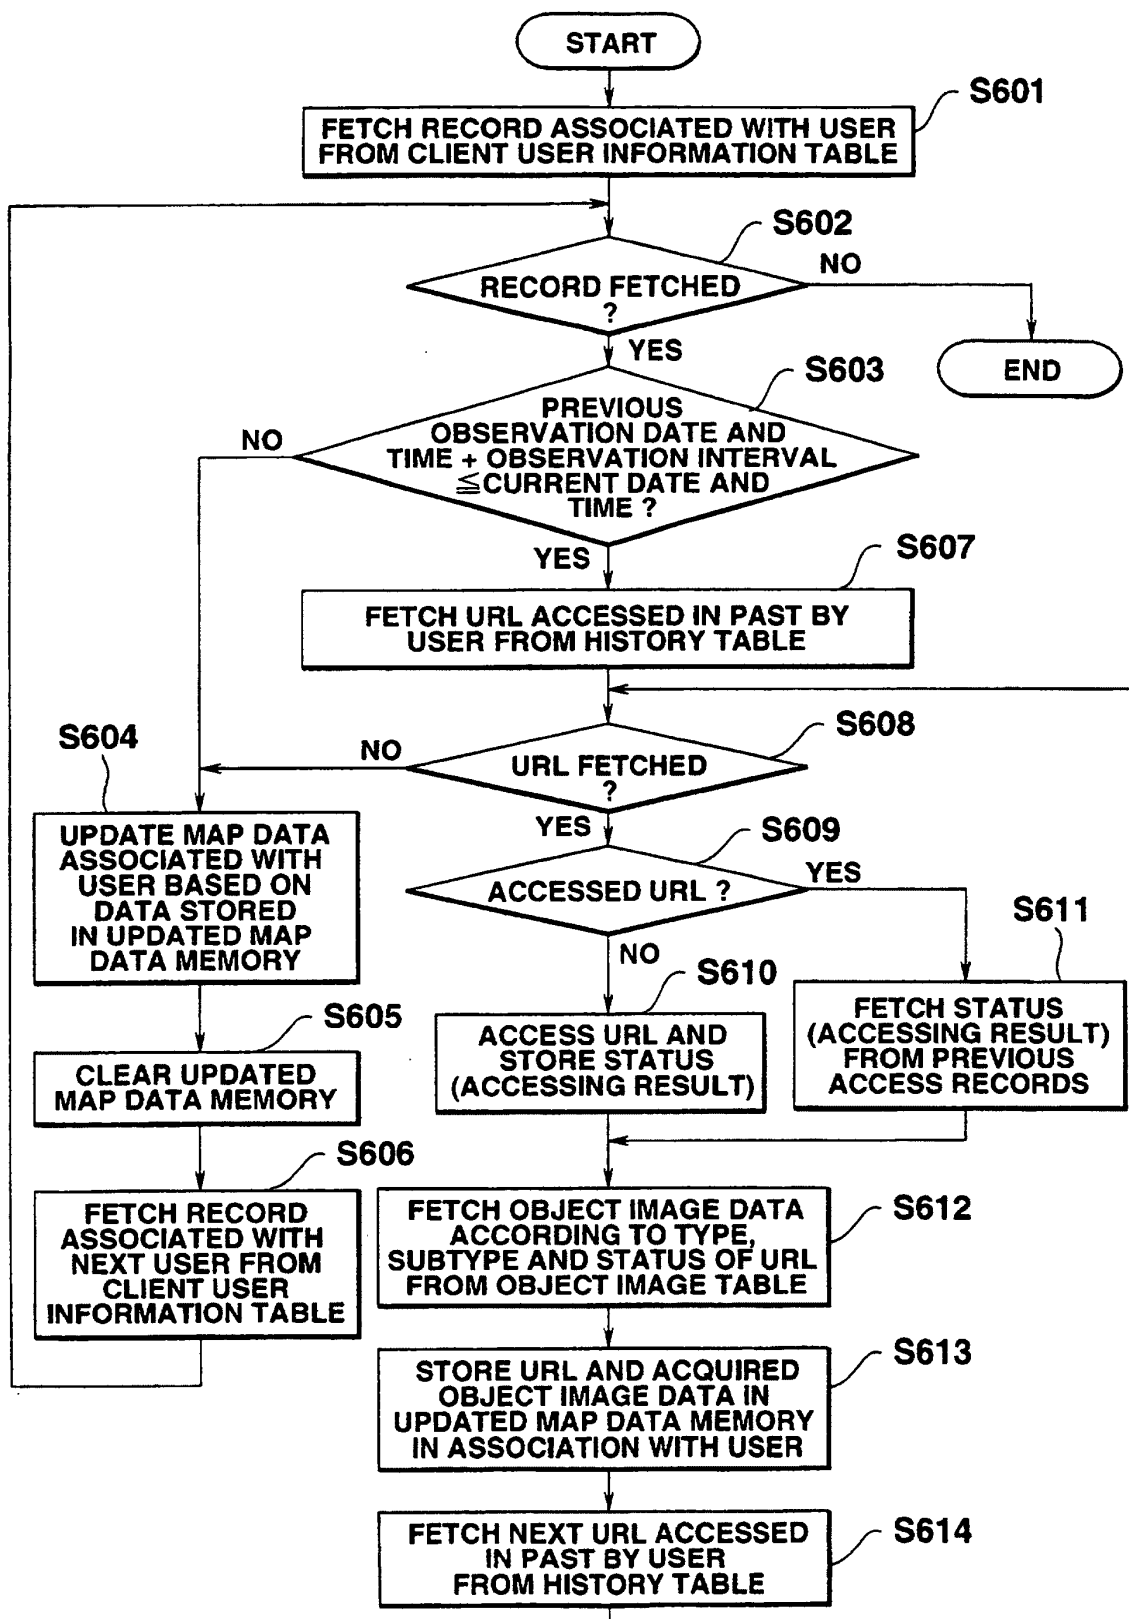 START
S601
FETCH RECORD ASSOCIATED WITH USER
FROM CLIENT USER INFORMATION TABLE
S602
NO
RECORD FETCHED
?
YES
END
S603
PREVIOUS
OBSERVATION DATE AND
TIME + OBSERVATION INTERVAL
≦CURRENT DATE AND
TIME ?
NO
YES
S607
FETCH URL ACCESSED IN PAST BY
USER FROM HISTORY TABLE
S608
URL FETCHED
?
NO
YES
S604
UPDATE MAP DATA
ASSOCIATED WITH
USER BASED ON
DATA STORED
IN UPDATED MAP
DATA MEMORY
S609
ACCESSED URL ?
YES
NO
S611
FETCH STATUS
(ACCESSING RESULT)
FROM PREVIOUS
ACCESS RECORDS
S610
ACCESS URL AND
STORE STATUS
(ACCESSING RESULT)
S605
CLEAR UPDATED
MAP DATA MEMORY
S606
FETCH RECORD
ASSOCIATED WITH
NEXT USER FROM
CLIENT USER
INFORMATION TABLE
S612
FETCH OBJECT IMAGE DATA
ACCORDING TO TYPE,
SUBTYPE AND STATUS OF URL
FROM OBJECT IMAGE TABLE
S613
STORE URL AND ACQUIRED
OBJECT IMAGE DATA IN
UPDATED MAP DATA MEMORY
IN ASSOCIATION WITH USER
S614
FETCH NEXT URL ACCESSED
IN PAST BY USER
FROM HISTORY TABLE